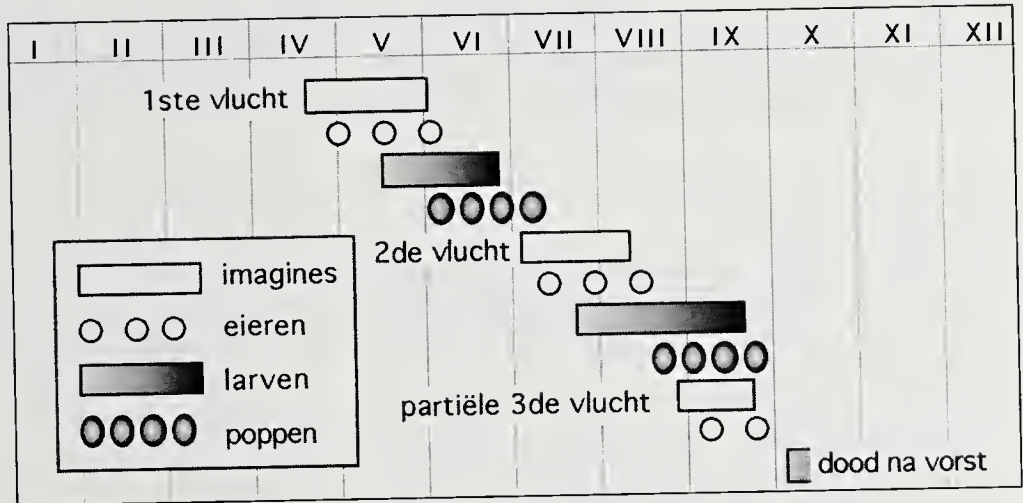 I II III IV V VI VII VIII IX X XI XII
1ste vlucht
2de vlucht
imagines
eieren
larven
partiële 3de vlucht
poppen
dood na vorst